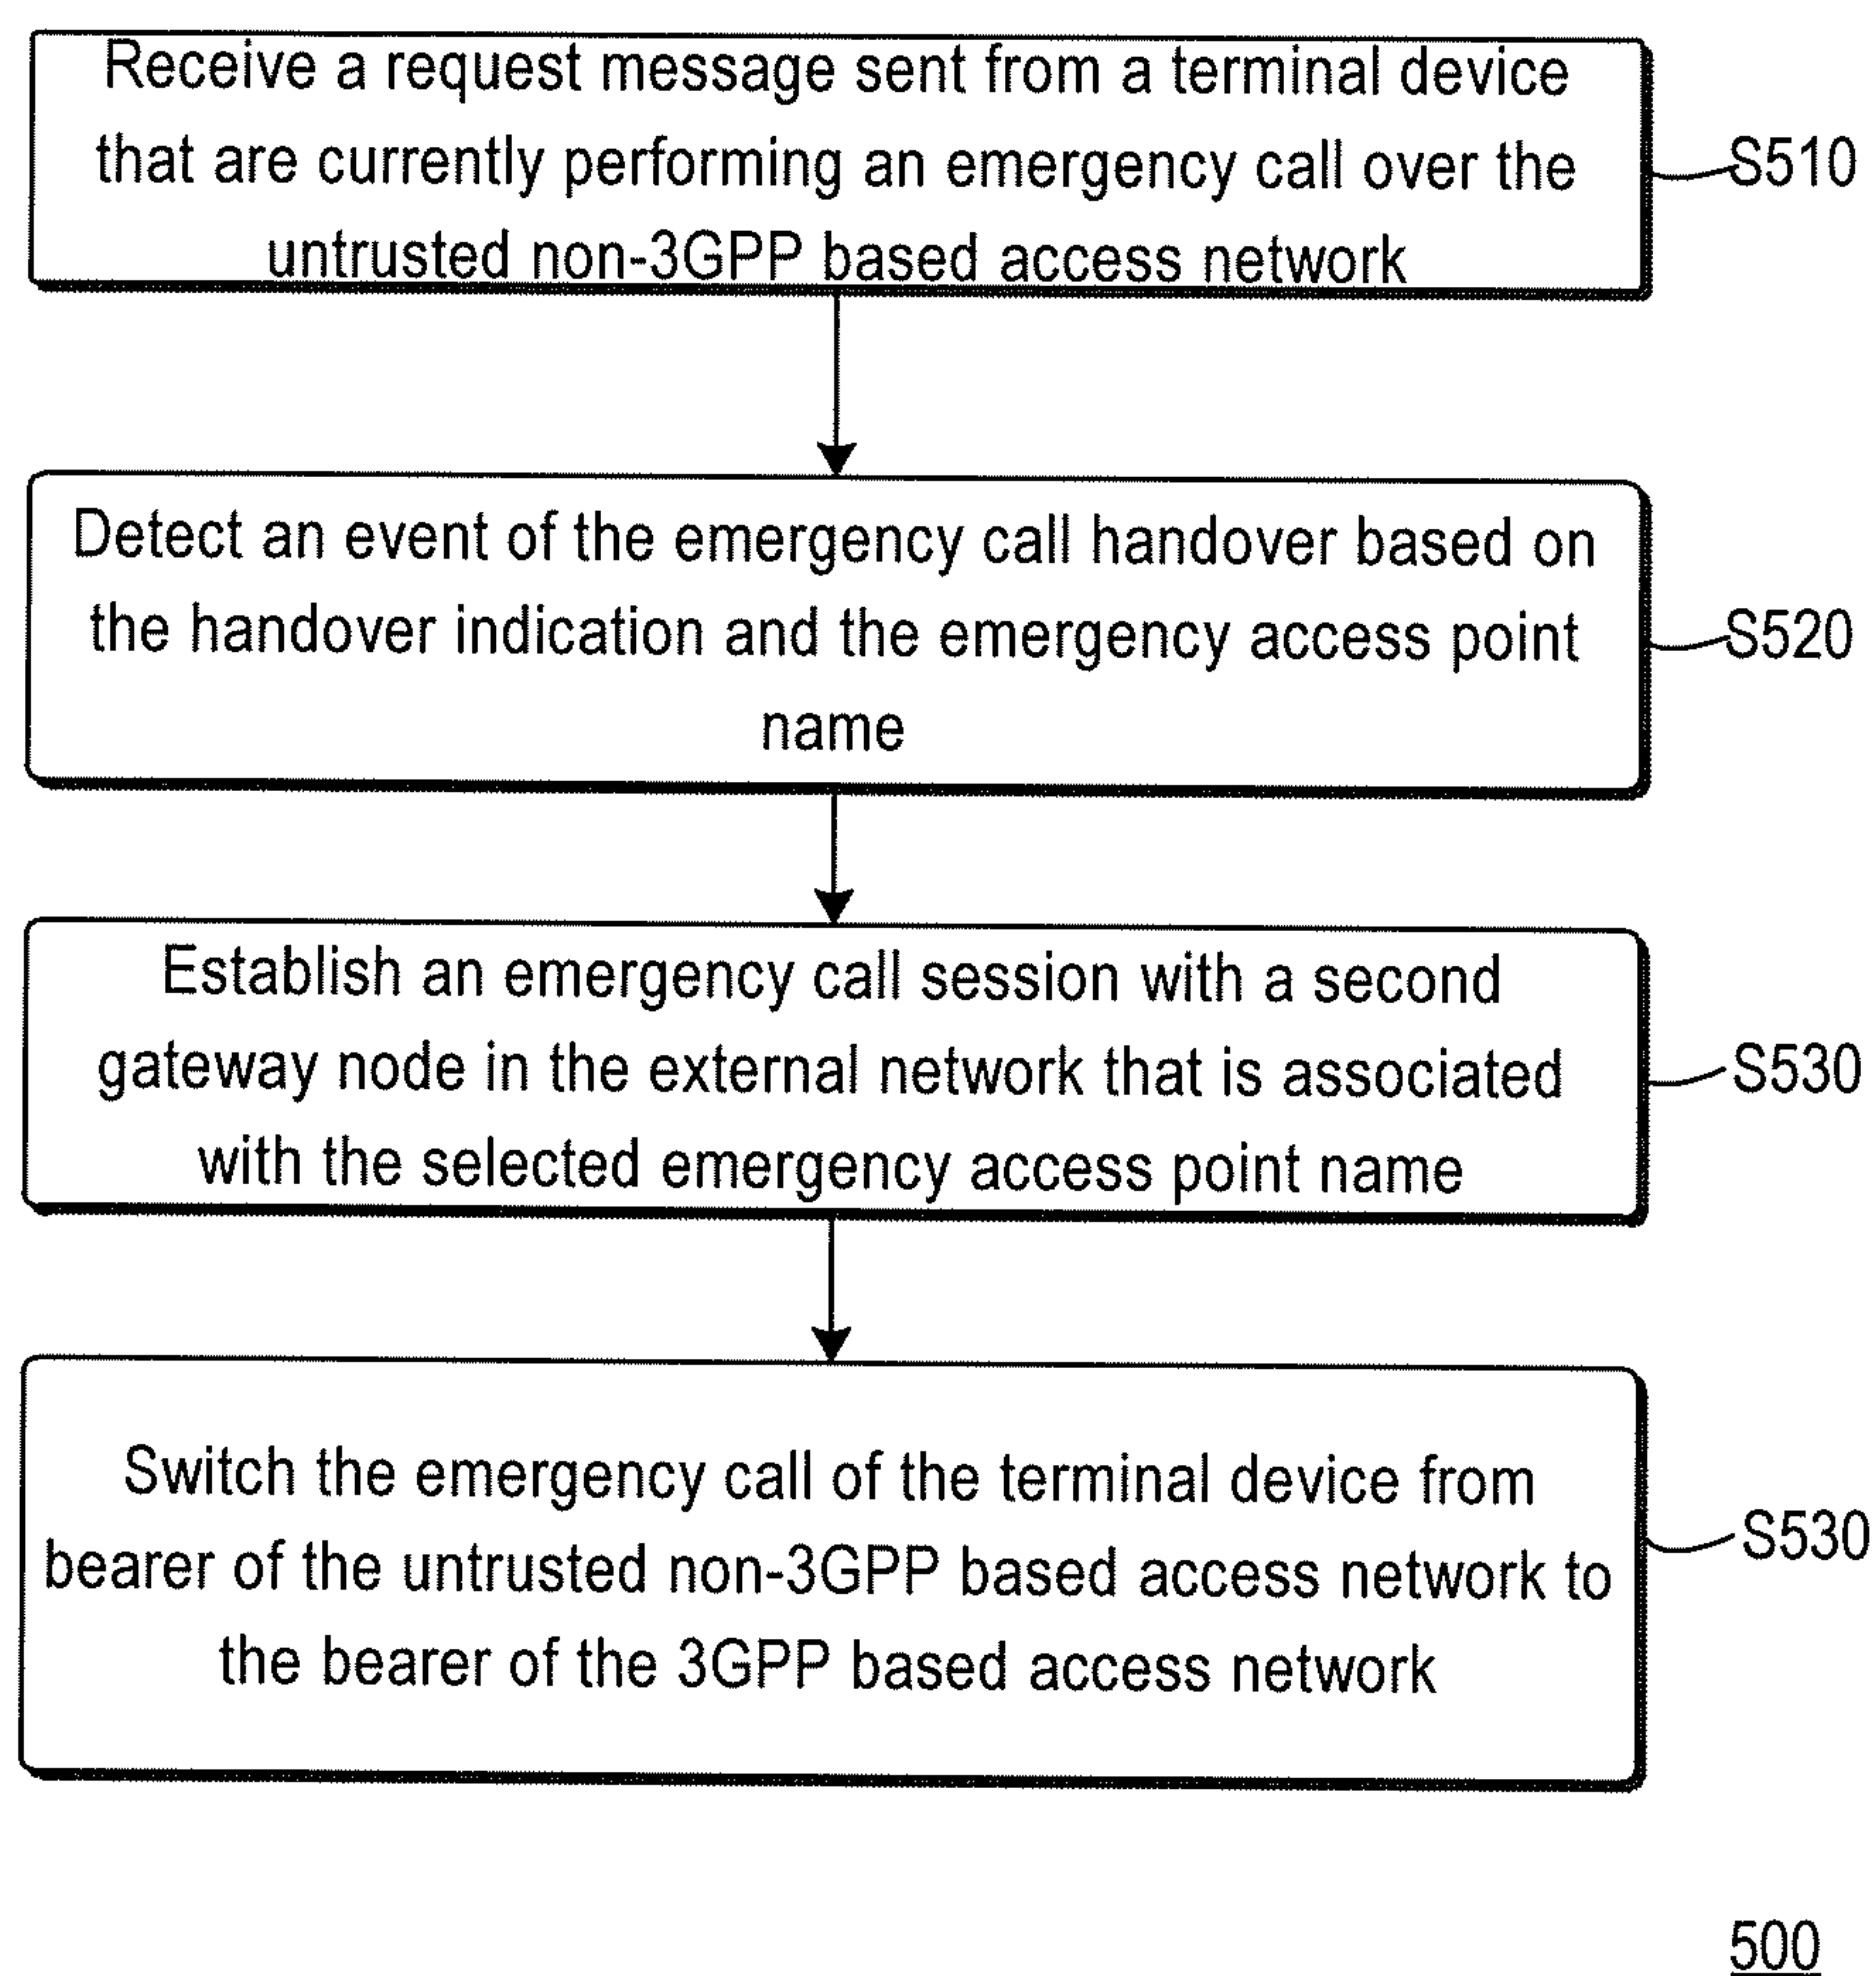 Receive a request message sent from a terminal device
that are currently performing an emergency call over the
untrusted non-3GPP based access network
S510
Detect an event of the emergency call handover based on
the handover indication and the emergency access point
name
S520
Establish an emergency call session with a second
gateway node in the external network that is associated
with the selected emergency access point name
S530
Switch the emergency call of the terminal device from
bearer of the untrusted non-3GPP based access network to
the bearer of the 3GPP based access network
S530
500